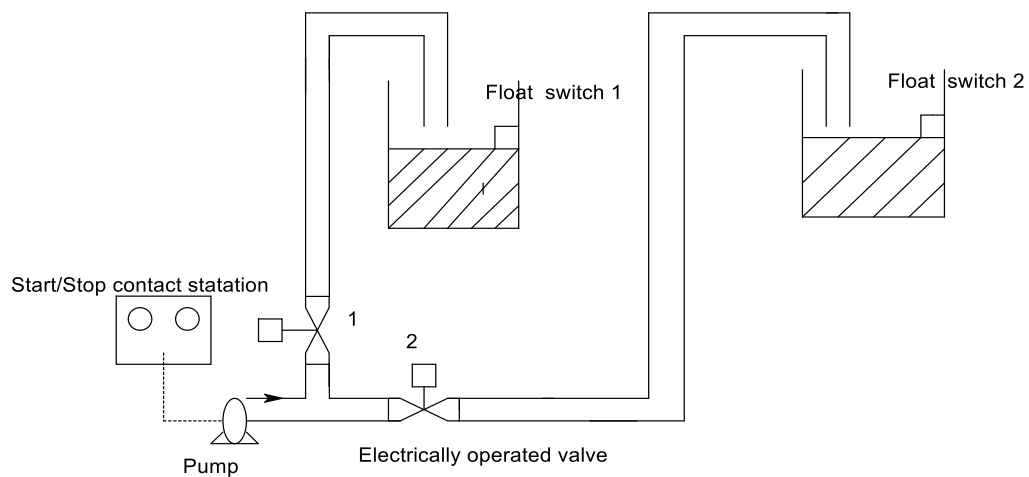 Float switch 1
Float switch 2
Start/Stop contact statation
1
2
Electrically operated valve
Pump